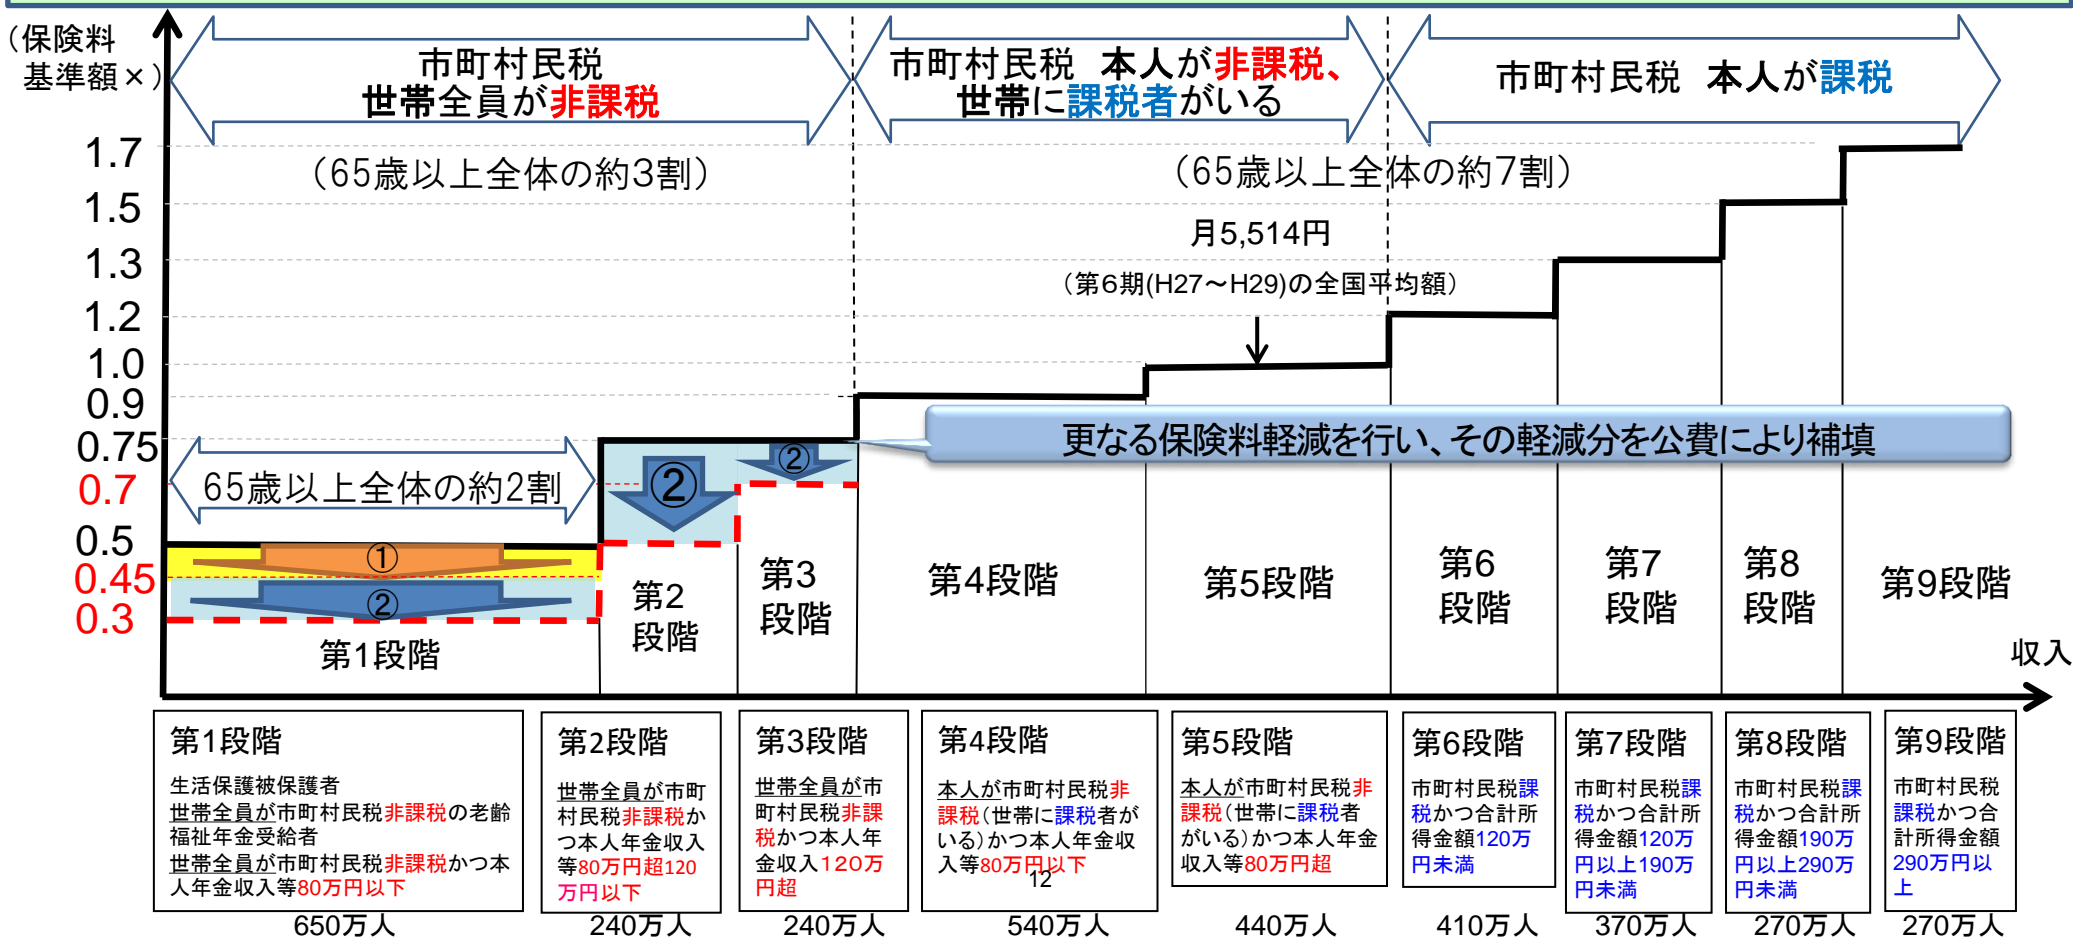 （保険料
基準額×）
市町村民税
世帯全員が非課税
市町村民税　本人が非課税、
世帯に課税者がいる
市町村民税　本人が課税
（65歳以上全体の約3割）
（65歳以上全体の約7割）
月5,514円
（第６期(H27～H29)の全国平均額）
1.7
1.5
1.3
1.2
1.0
0.9
0.75
0.7
0.5
0.45
0.3
更なる保険料軽減を行い、その軽減分を公費により補填
65歳以上全体の約2割
①
②
②
②
第1段階
第2
段階
第3
段階
第4段階
第5段階
第6
段階
第7
段階
第8
段階
第9段階
収入
第1段階
生活保護被保護者
世帯全員が市町村民税非課税の老齢
福祉年金受給者
世帯全員が市町村民税非課税かつ本
人年金収入等80万円以下
650万人
第2段階
世帯全員が市町
村民税非課税か
つ本人年金収入
等80万円超120
万円以下
240万人
第3段階
世帯全員が市
町村民税非課
税かつ本人年
金収入１２０万
円超
240万人
第4段階
本人が市町村民税非
課税（世帯に課税者が
いる）かつ本人年金収
入等80万円以下
12
540万人
第5段階
本人が市町村民税非
課税（世帯に課税者
がいる）かつ本人年金
収入等80万円超
440万人
第6段階
市町村民税課
税かつ合計所
得金額120万
円未満
410万人
第7段階
市町村民税課
税かつ合計所
得金額120万
円以上190万
円未満
370万人
第8段階
市町村民税課
税かつ合計所
得金額190万
円以上290万
円未満
270万人
第9段階
市町村民税
課税かつ合
計所得金額
290万円以
上
270万人